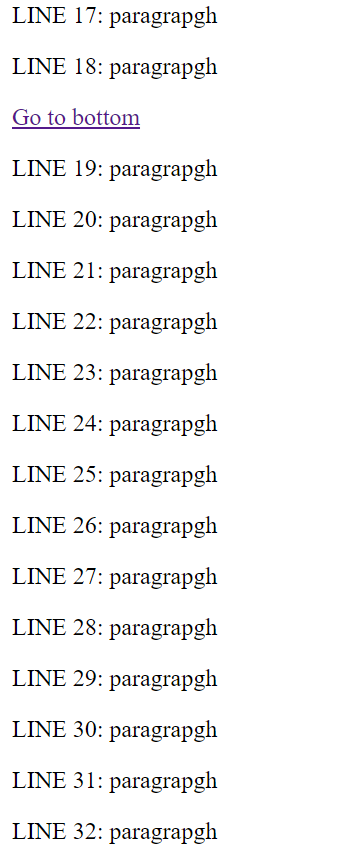 LINE 17: paragrapgh
LINE 18: paragrapgh
Go to bottom
LINE 19: paragrapgh
LINE 20: paragrapgh
LINE 21: paragrapgh
LINE 22: paragrapgh
LINE 23: paragrapgh
LINE 24: paragrapgh
LINE 25: paragrapgh
LINE 26: paragrapgh
LINE 27: paragrapgh
LINE 28: paragrapgh
LINE 29: paragrapgh
LINE 30: paragrapgh
LINE 31: paragrapgh
LINE 32: paragrapgh